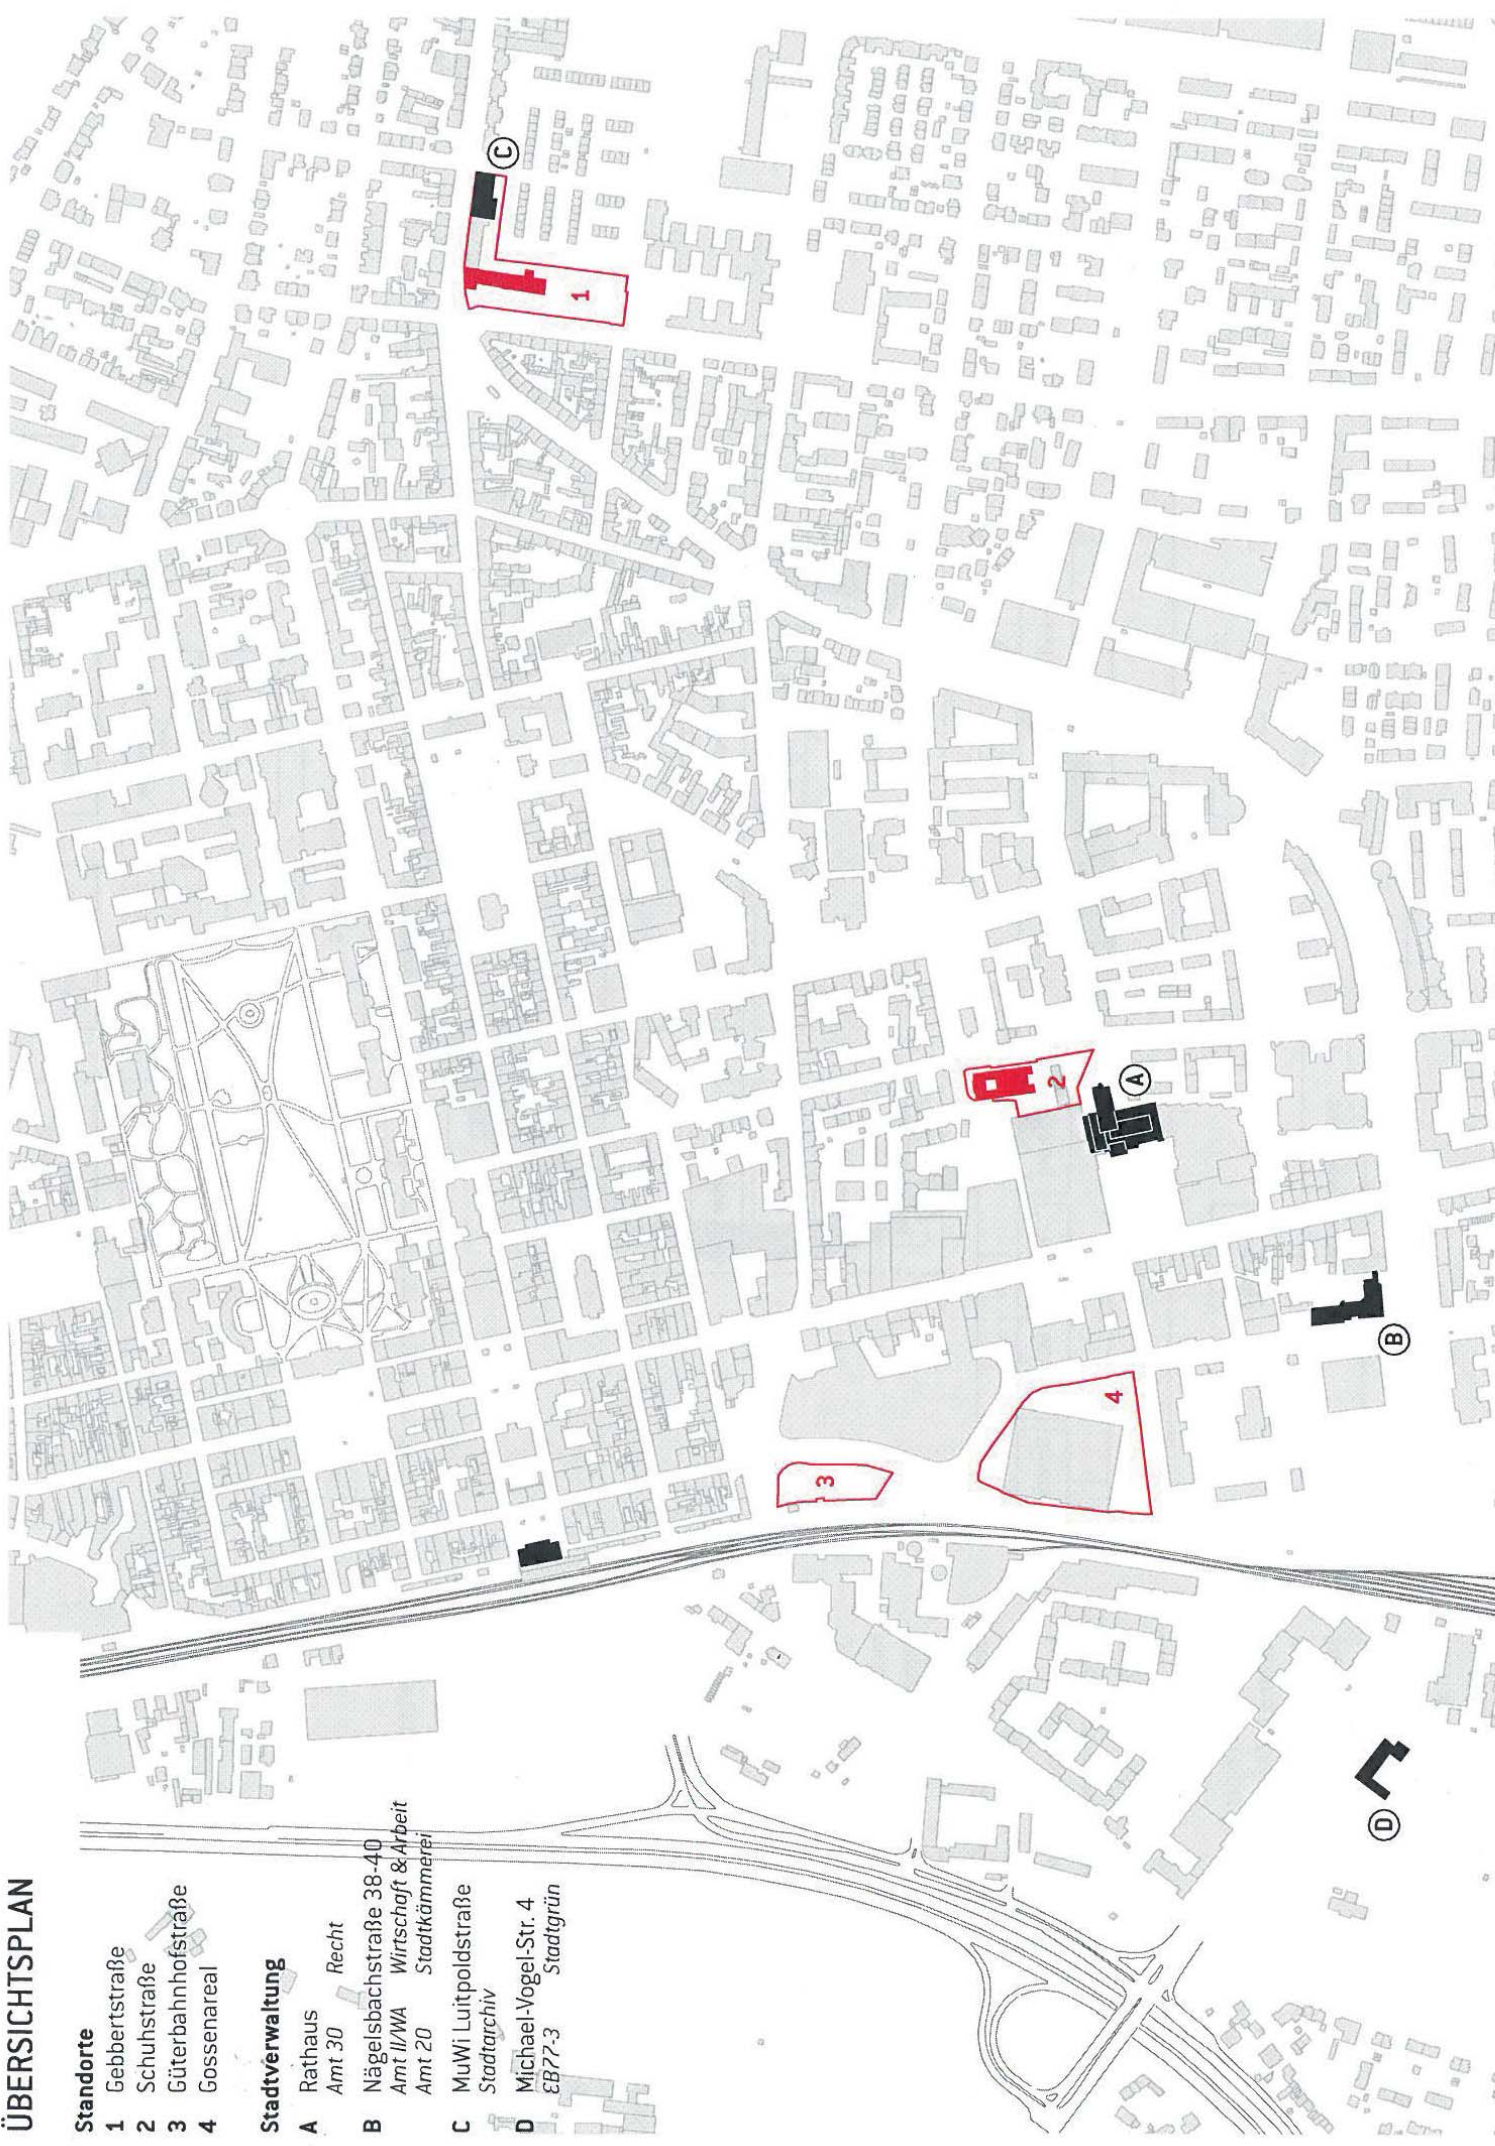 ÜBERSICHTSPLAN
Standorte
1 Gebbertstraße
2 Schuhstraße
3 Güterbahnhofstraße
4 Gossenareal
Stadtverwaltung
A Rathaus
Amt 30 Recht
B Nägelsbachstraße 38-40
Amt II/WA Wirtschaft & Arbeit
Amt 20 Stadtkämmerei
C MuWi Luitpoldstraße
Stadtarchiv
D Michael-Vogel-Str. 4
EB77-3 Stadtgrün
C
1
2
A
B
4
3
D